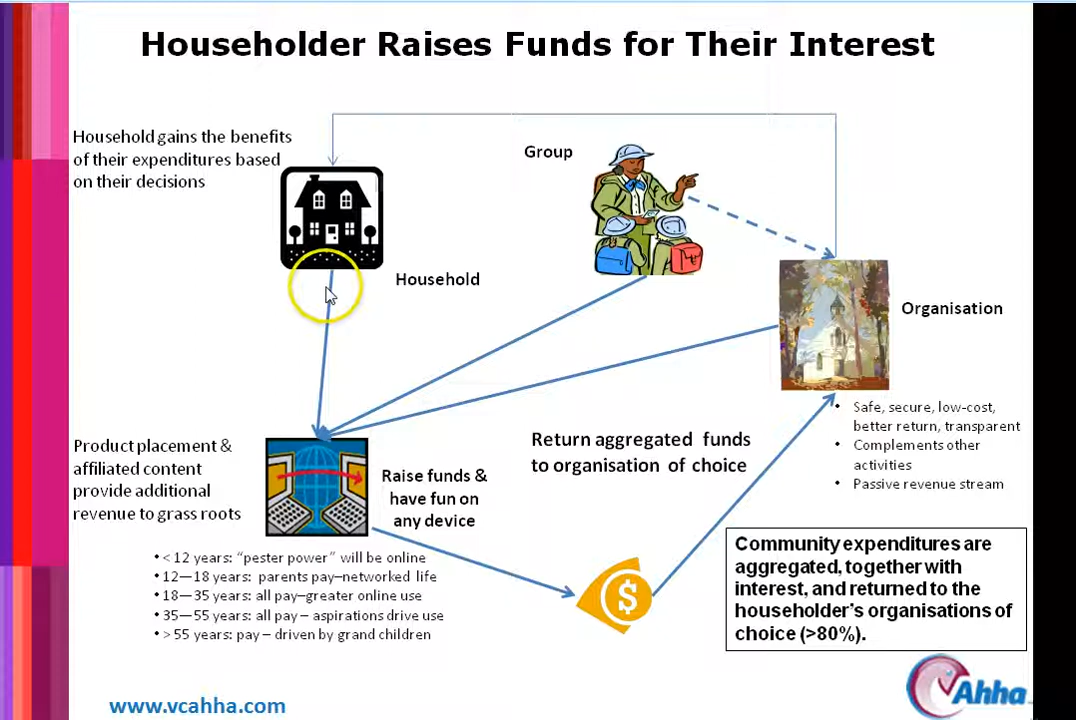 Householder Raises Funds for Their Interest
Household gains the benefits
of their expenditures based
on their decisions
Group
Household
Organisation
• Safe, secure, low-cost,
better return, transparent
• Complements other
activities
• Passive revenue stream
Product placement &
affiliated content
provide additional
revenue to grass roots
Raise funds &
have fun on
any device
Return aggregated funds
to organisation of choice
• < 12 years: “pester power” will be online
• 12—18 years: parents pay—networked life
• 18—35 years: all pay—greater online use
• 35—55 years: all pay – aspirations drive use
• > 55 years: pay – driven by grand children
$
Community expenditures are
aggregated, together with
interest, and returned to the
householder’s organisations of
choice (>80%).
www.vcahha.com
Ahha